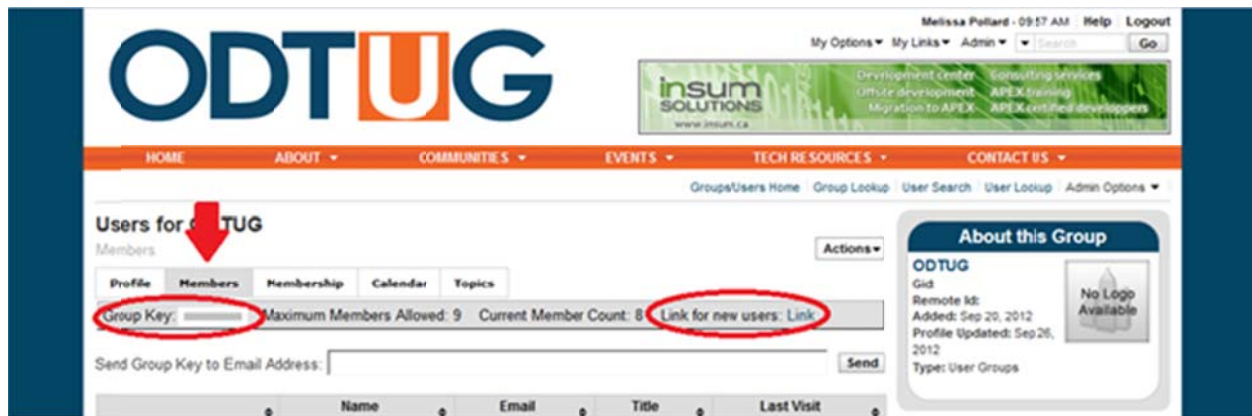 Melissa Pollard - 09:57 AM Help Logout
ODTUG
My Options My Links Admin Search Go
insum
SOLUTIONS
www.insum.ca
Development center Consulting services
Offsite development APEX training
Migration to APEX APEX certified developpers
HOME ABOUT COMMUNITIES EVENTS TECH RESOURCES CONTACT US
Groups/Users Home Group Lookup User Search User Lookup Admin Options
Users for TUG
Members
Actions
Profile Members Membership Calendar Topics
Group Key: Maximum Members Allowed: 9 Current Member Count: 8 Link for new users: Link
Send Group Key to Email Address: Send
Name Email Title Last Visit
About this Group
ODTUG
Gid:
Remote Id:
Added: Sep 20, 2012
Profile Updated: Sep 26,
2012
Type: User Groups
No Logo
Available